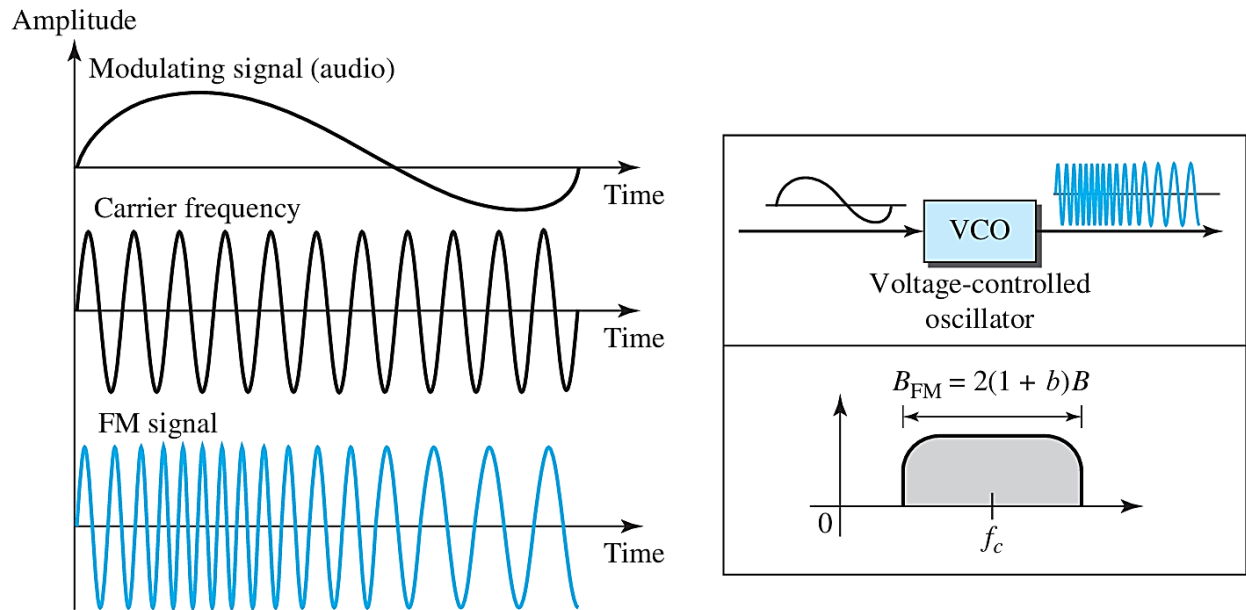 Amplitude
Modulating signal (audio)
Time
Carrier frequency
Time
FM signal
Time
VCO
Voltage-controlled
oscillator
B_FM = 2(1 + b)B
0
f_c